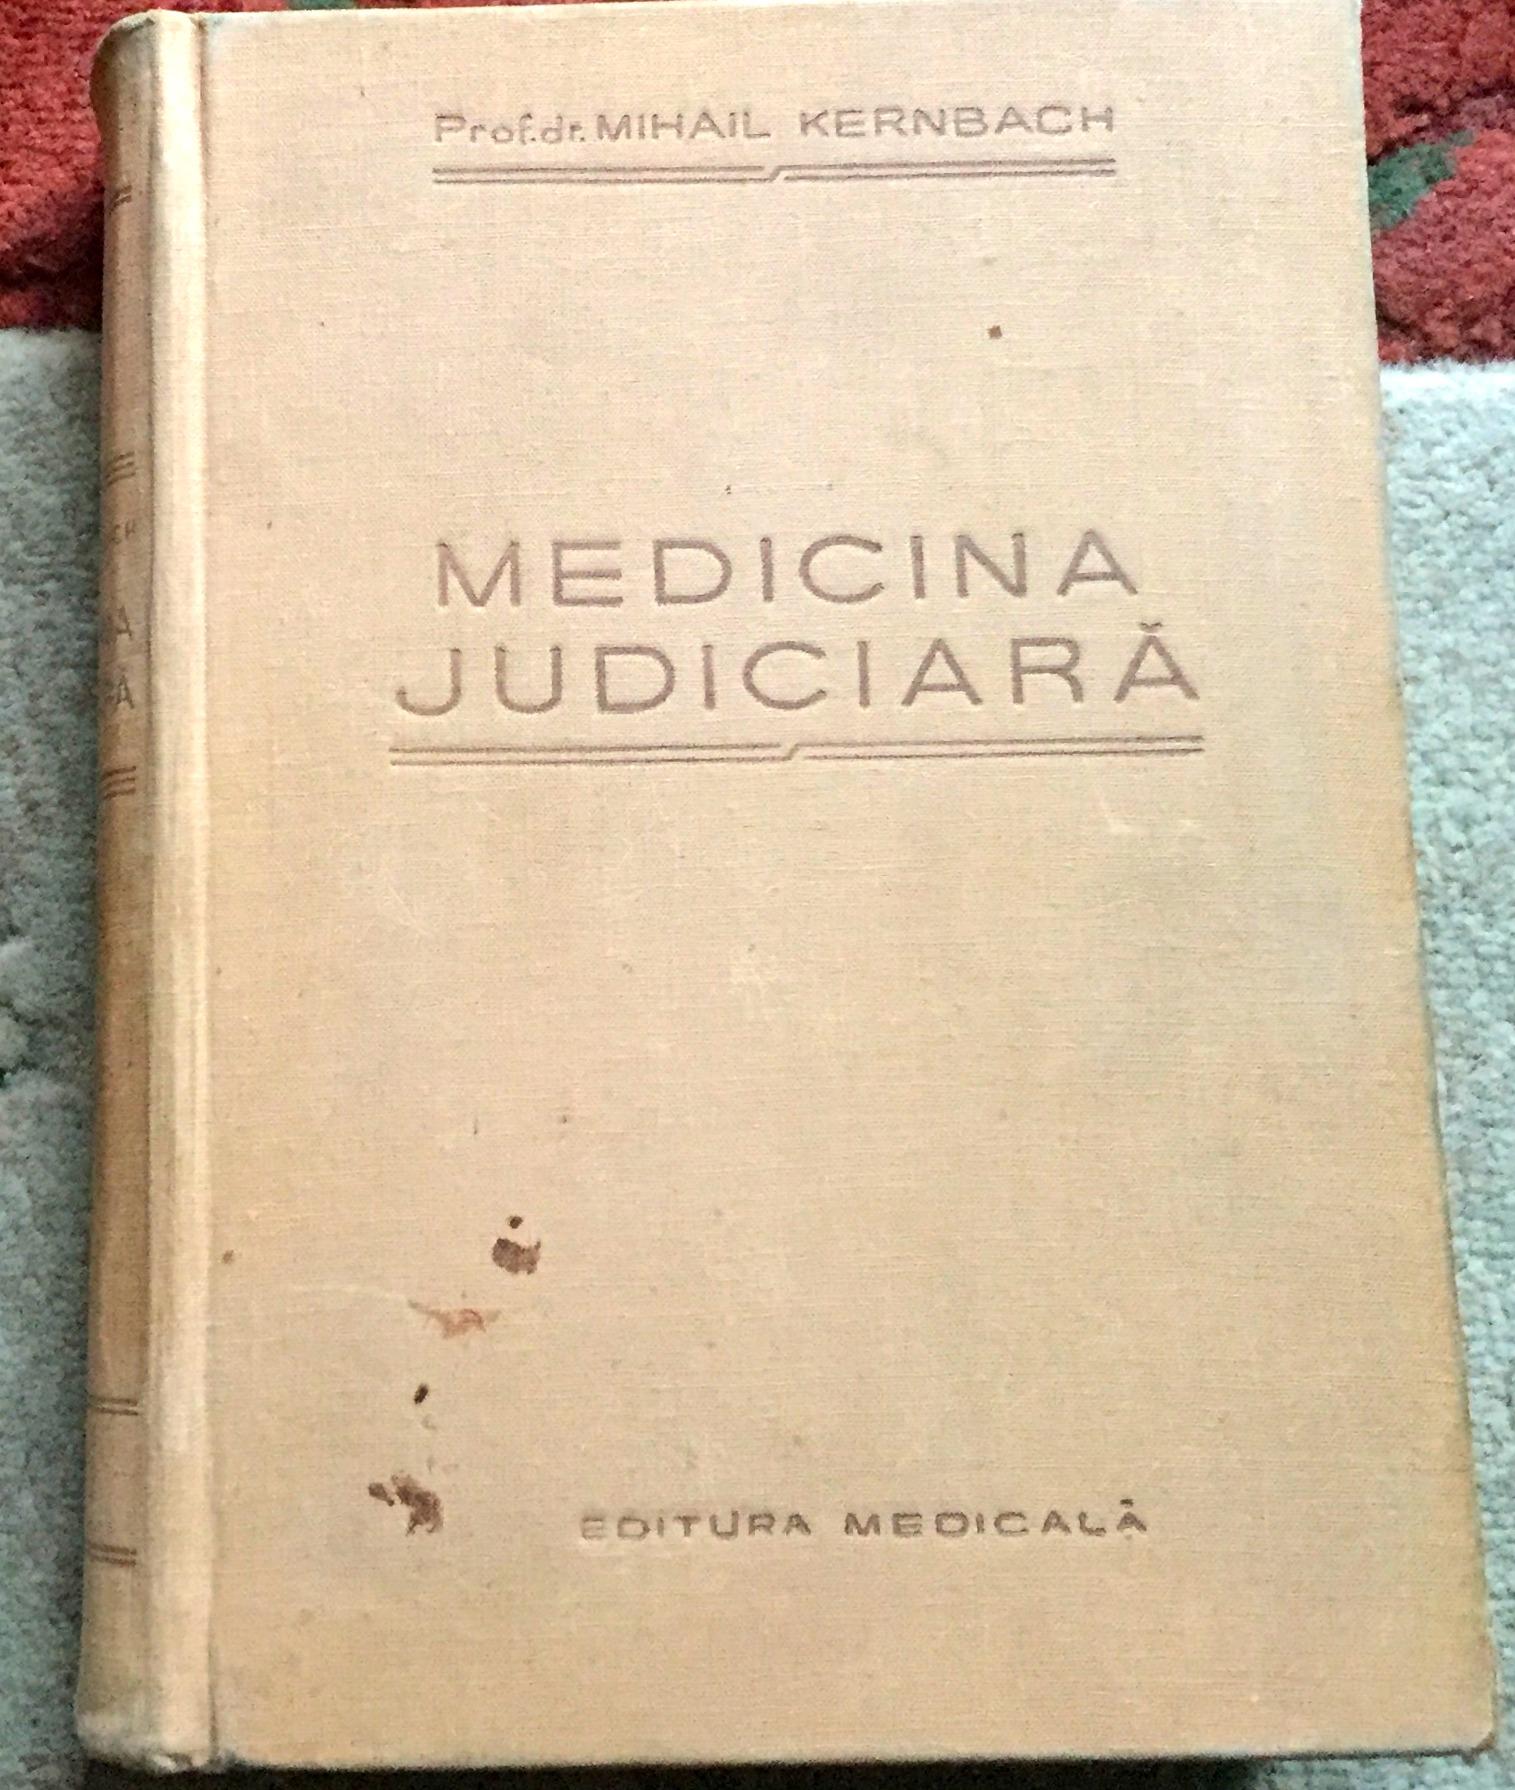 Prof.dr. MIHAIL KERNBACH
MEDICINA
JUDICIARĂ
EDITURA MEDICALĂ